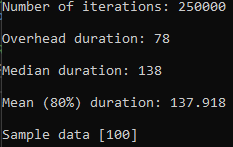 Number of iterations: 250000
Overhead duration: 78
Median duration: 138
Mean (80%) duration: 137.918
Sample data [100]